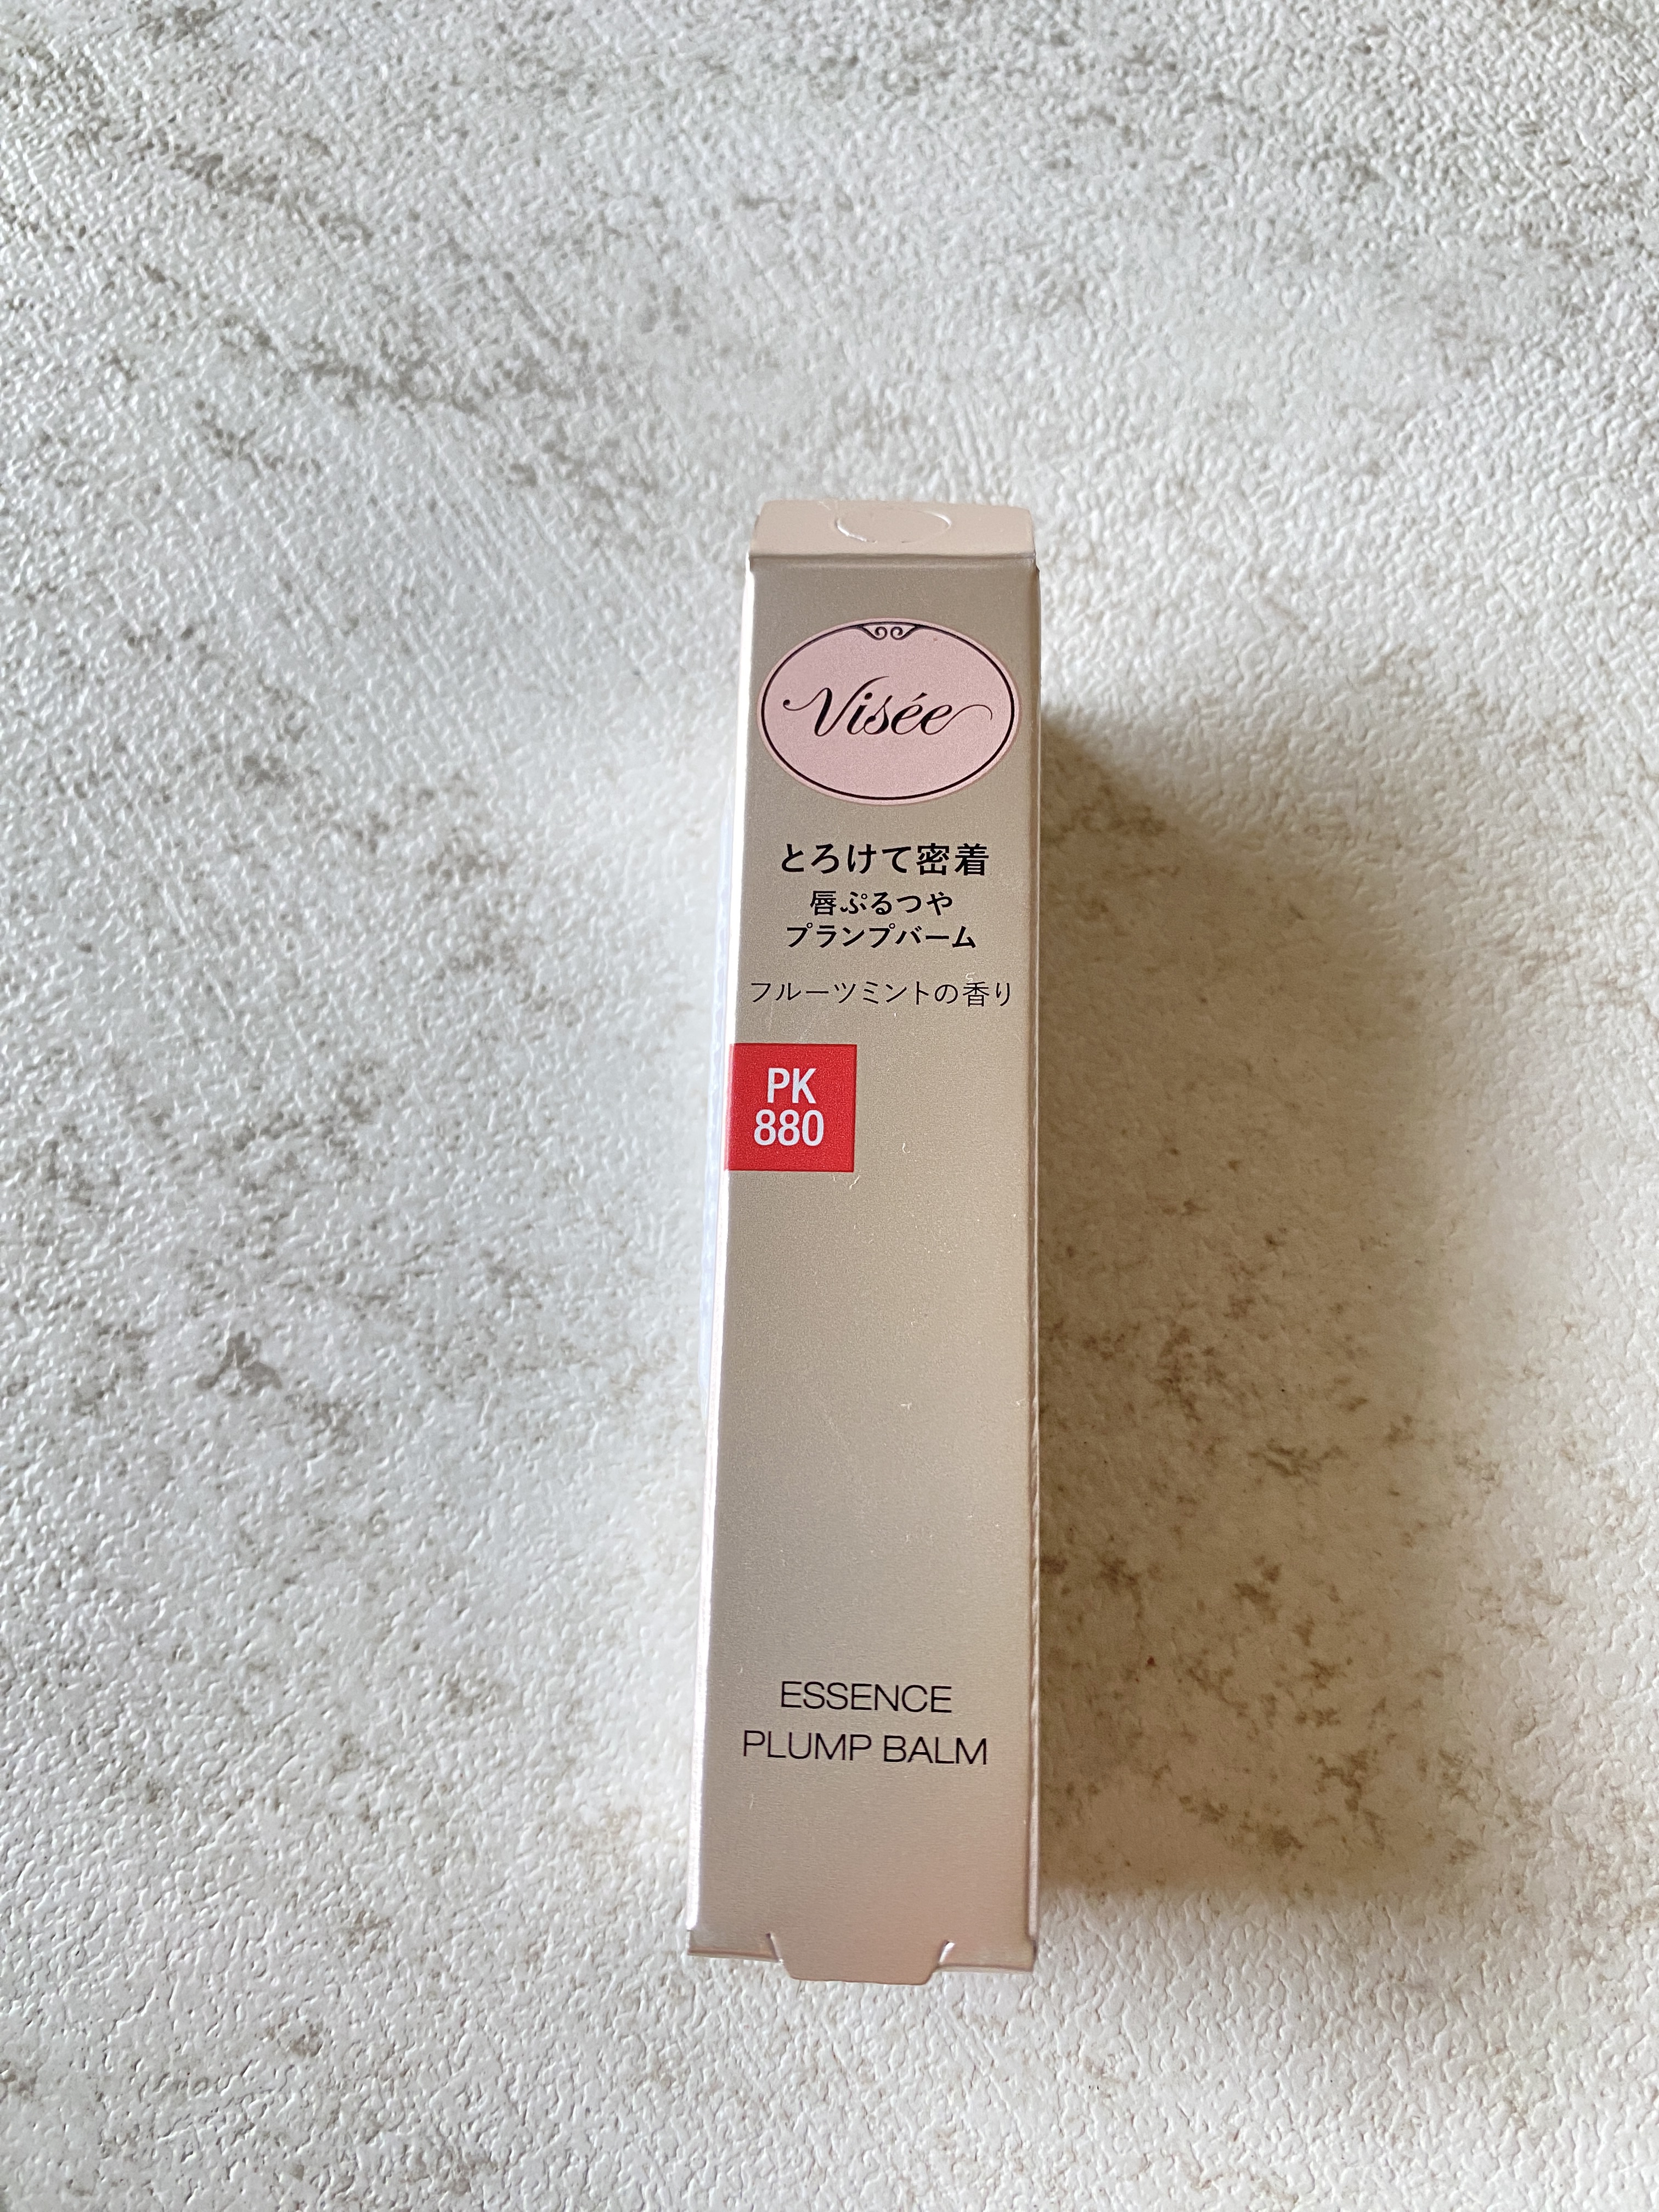 Visée
とろけて密着
唇ぷるつや
プランプバーム
フルーツミントの香り
PK
880
ESSENCE
PLUMP BALM